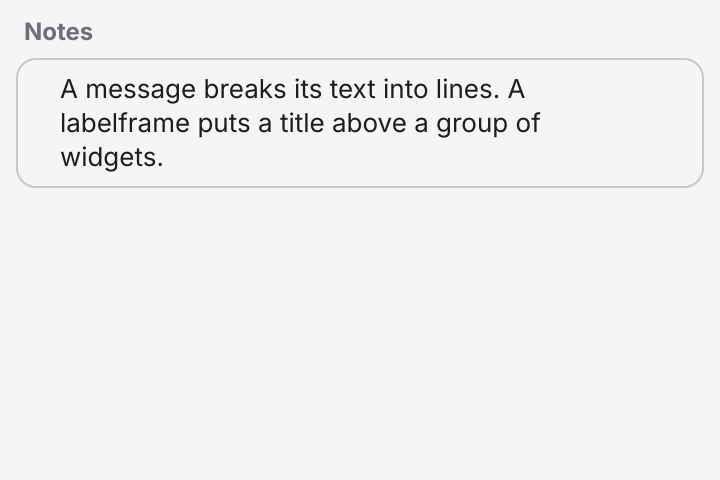 Notes
A message breaks its text into lines. A
labelframe puts a title above a group of
widgets.